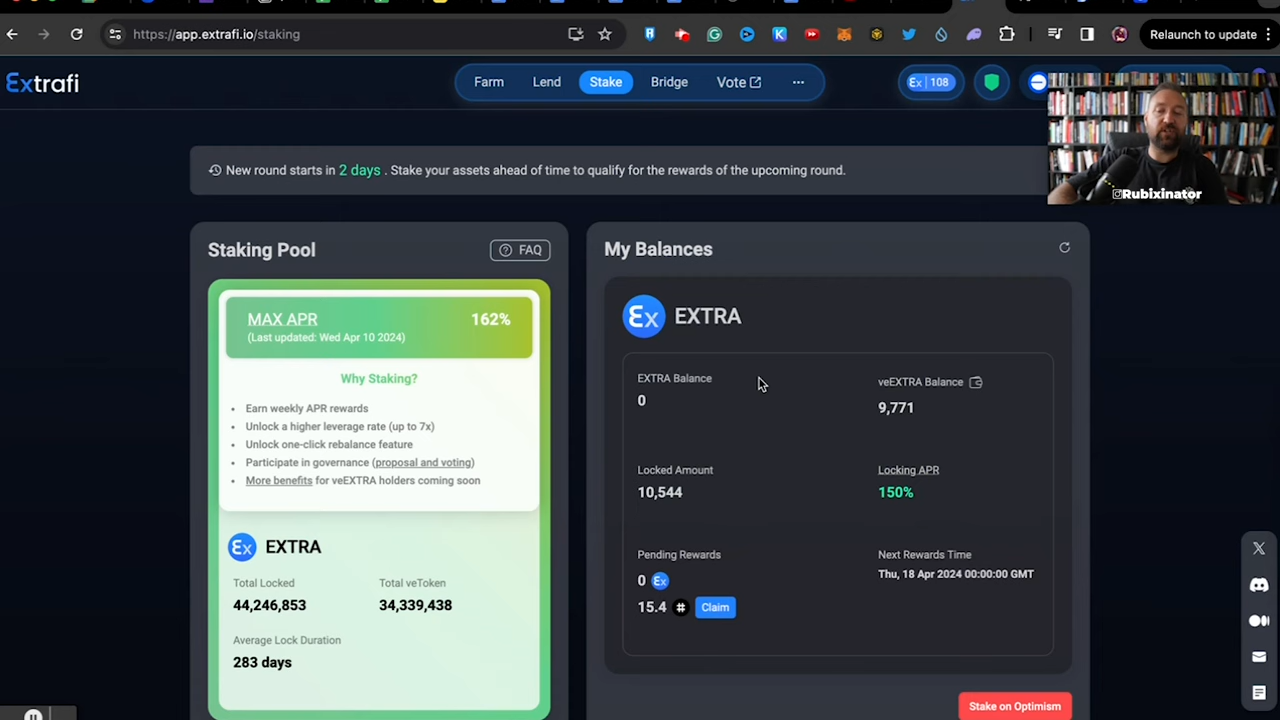 https://app.extrafi.io/staking
Relaunch to update
Extrafi
Farm
Lend
Stake
Bridge
Vote
Ex | 108
@Rubixinator
New round starts in 2 days . Stake your assets ahead of time to qualify for the rewards of the upcoming round.
Staking Pool
FAQ
MAX APR
162%
(Last updated: Wed Apr 10 2024)
Why Staking?
Earn weekly APR rewards
Unlock a higher leverage rate (up to 7x)
Unlock one-click rebalance feature
Participate in governance (proposal and voting)
More benefits for veEXTRA holders coming soon
Ex EXTRA
Total Locked
Total veToken
44,246,853
34,339,438
Average Lock Duration
283 days
My Balances
Ex EXTRA
EXTRA Balance
veEXTRA Balance
0
9,771
Locked Amount
Locking APR
10,544
150%
Pending Rewards
Next Rewards Time
0 Ex
Thu, 18 Apr 2024 00:00:00 GMT
15.4 # Claim
Stake on Optimism